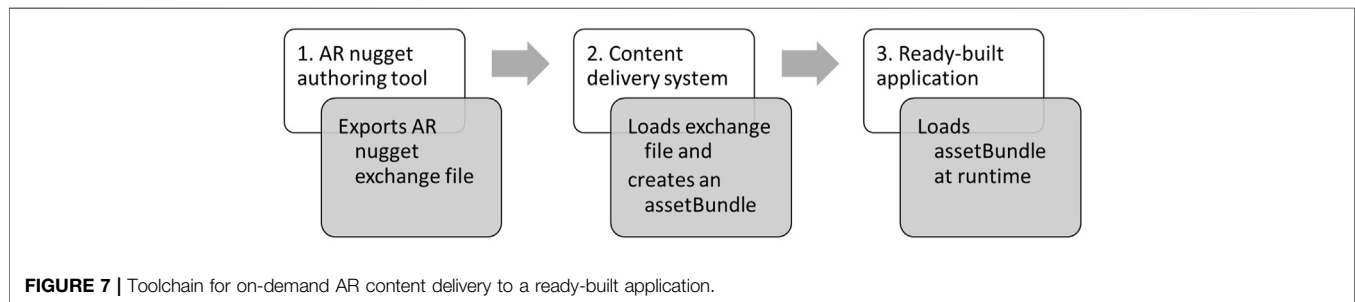 1. AR nugget
authoring tool
Exports AR
nugget
exchange file
2. Content
delivery system
Loads exchange
file and
creates an
assetBundle
3. Ready-built
application
Loads
assetBundle
at runtime
FIGURE 7 | Toolchain for on-demand AR content delivery to a ready-built application.